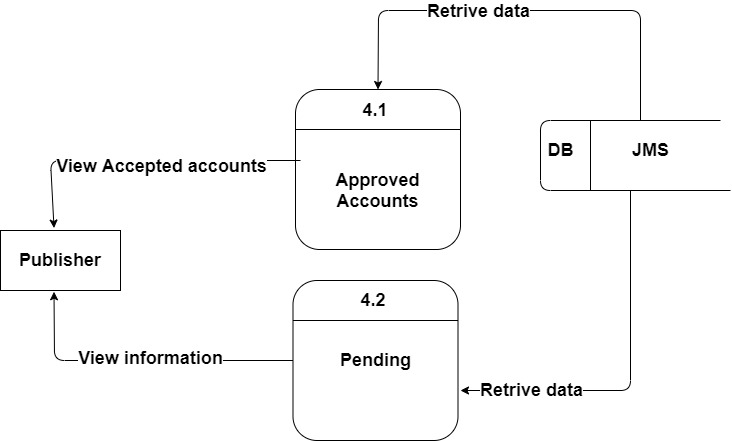 Retrive data
4.1
DB
JMS
View Accepted accounts
Approved
Accounts
Publisher
4.2
View information
Pending
Retrive data